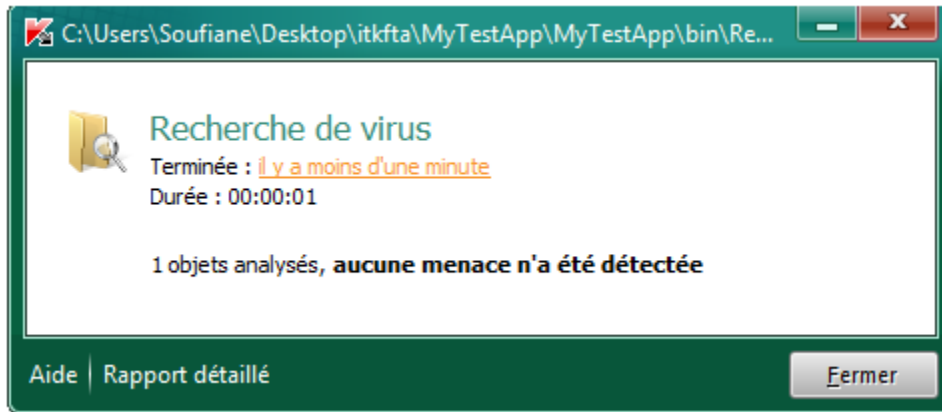 C:\Users\Soufiane\Desktop\itkfta\MyTestApp\MyTestApp\bin\Re...
Recherche de virus
Terminée : il y a moins d'une minute
Durée : 00:00:01
1 objets analysés, aucune menace n'a été détectée
Aide | Rapport détaillé
Fermer